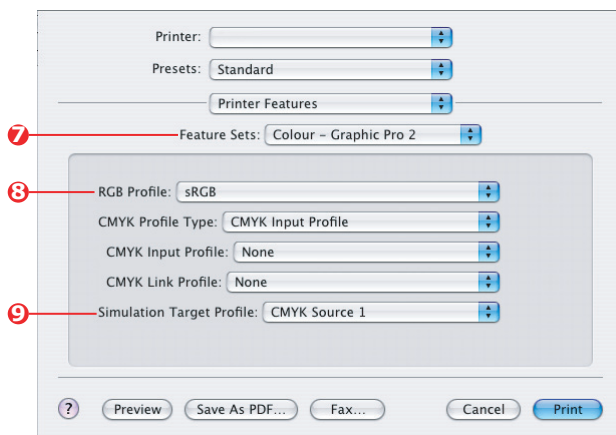 Printer:
Presets: Standard
Printer Features
7 Feature Sets: Colour – Graphic Pro 2
8 RGB Profile: sRGB
CMYK Profile Type: CMYK Input Profile
CMYK Input Profile: None
CMYK Link Profile: None
9 Simulation Target Profile: CMYK Source 1
? Preview Save As PDF... Fax... Cancel Print